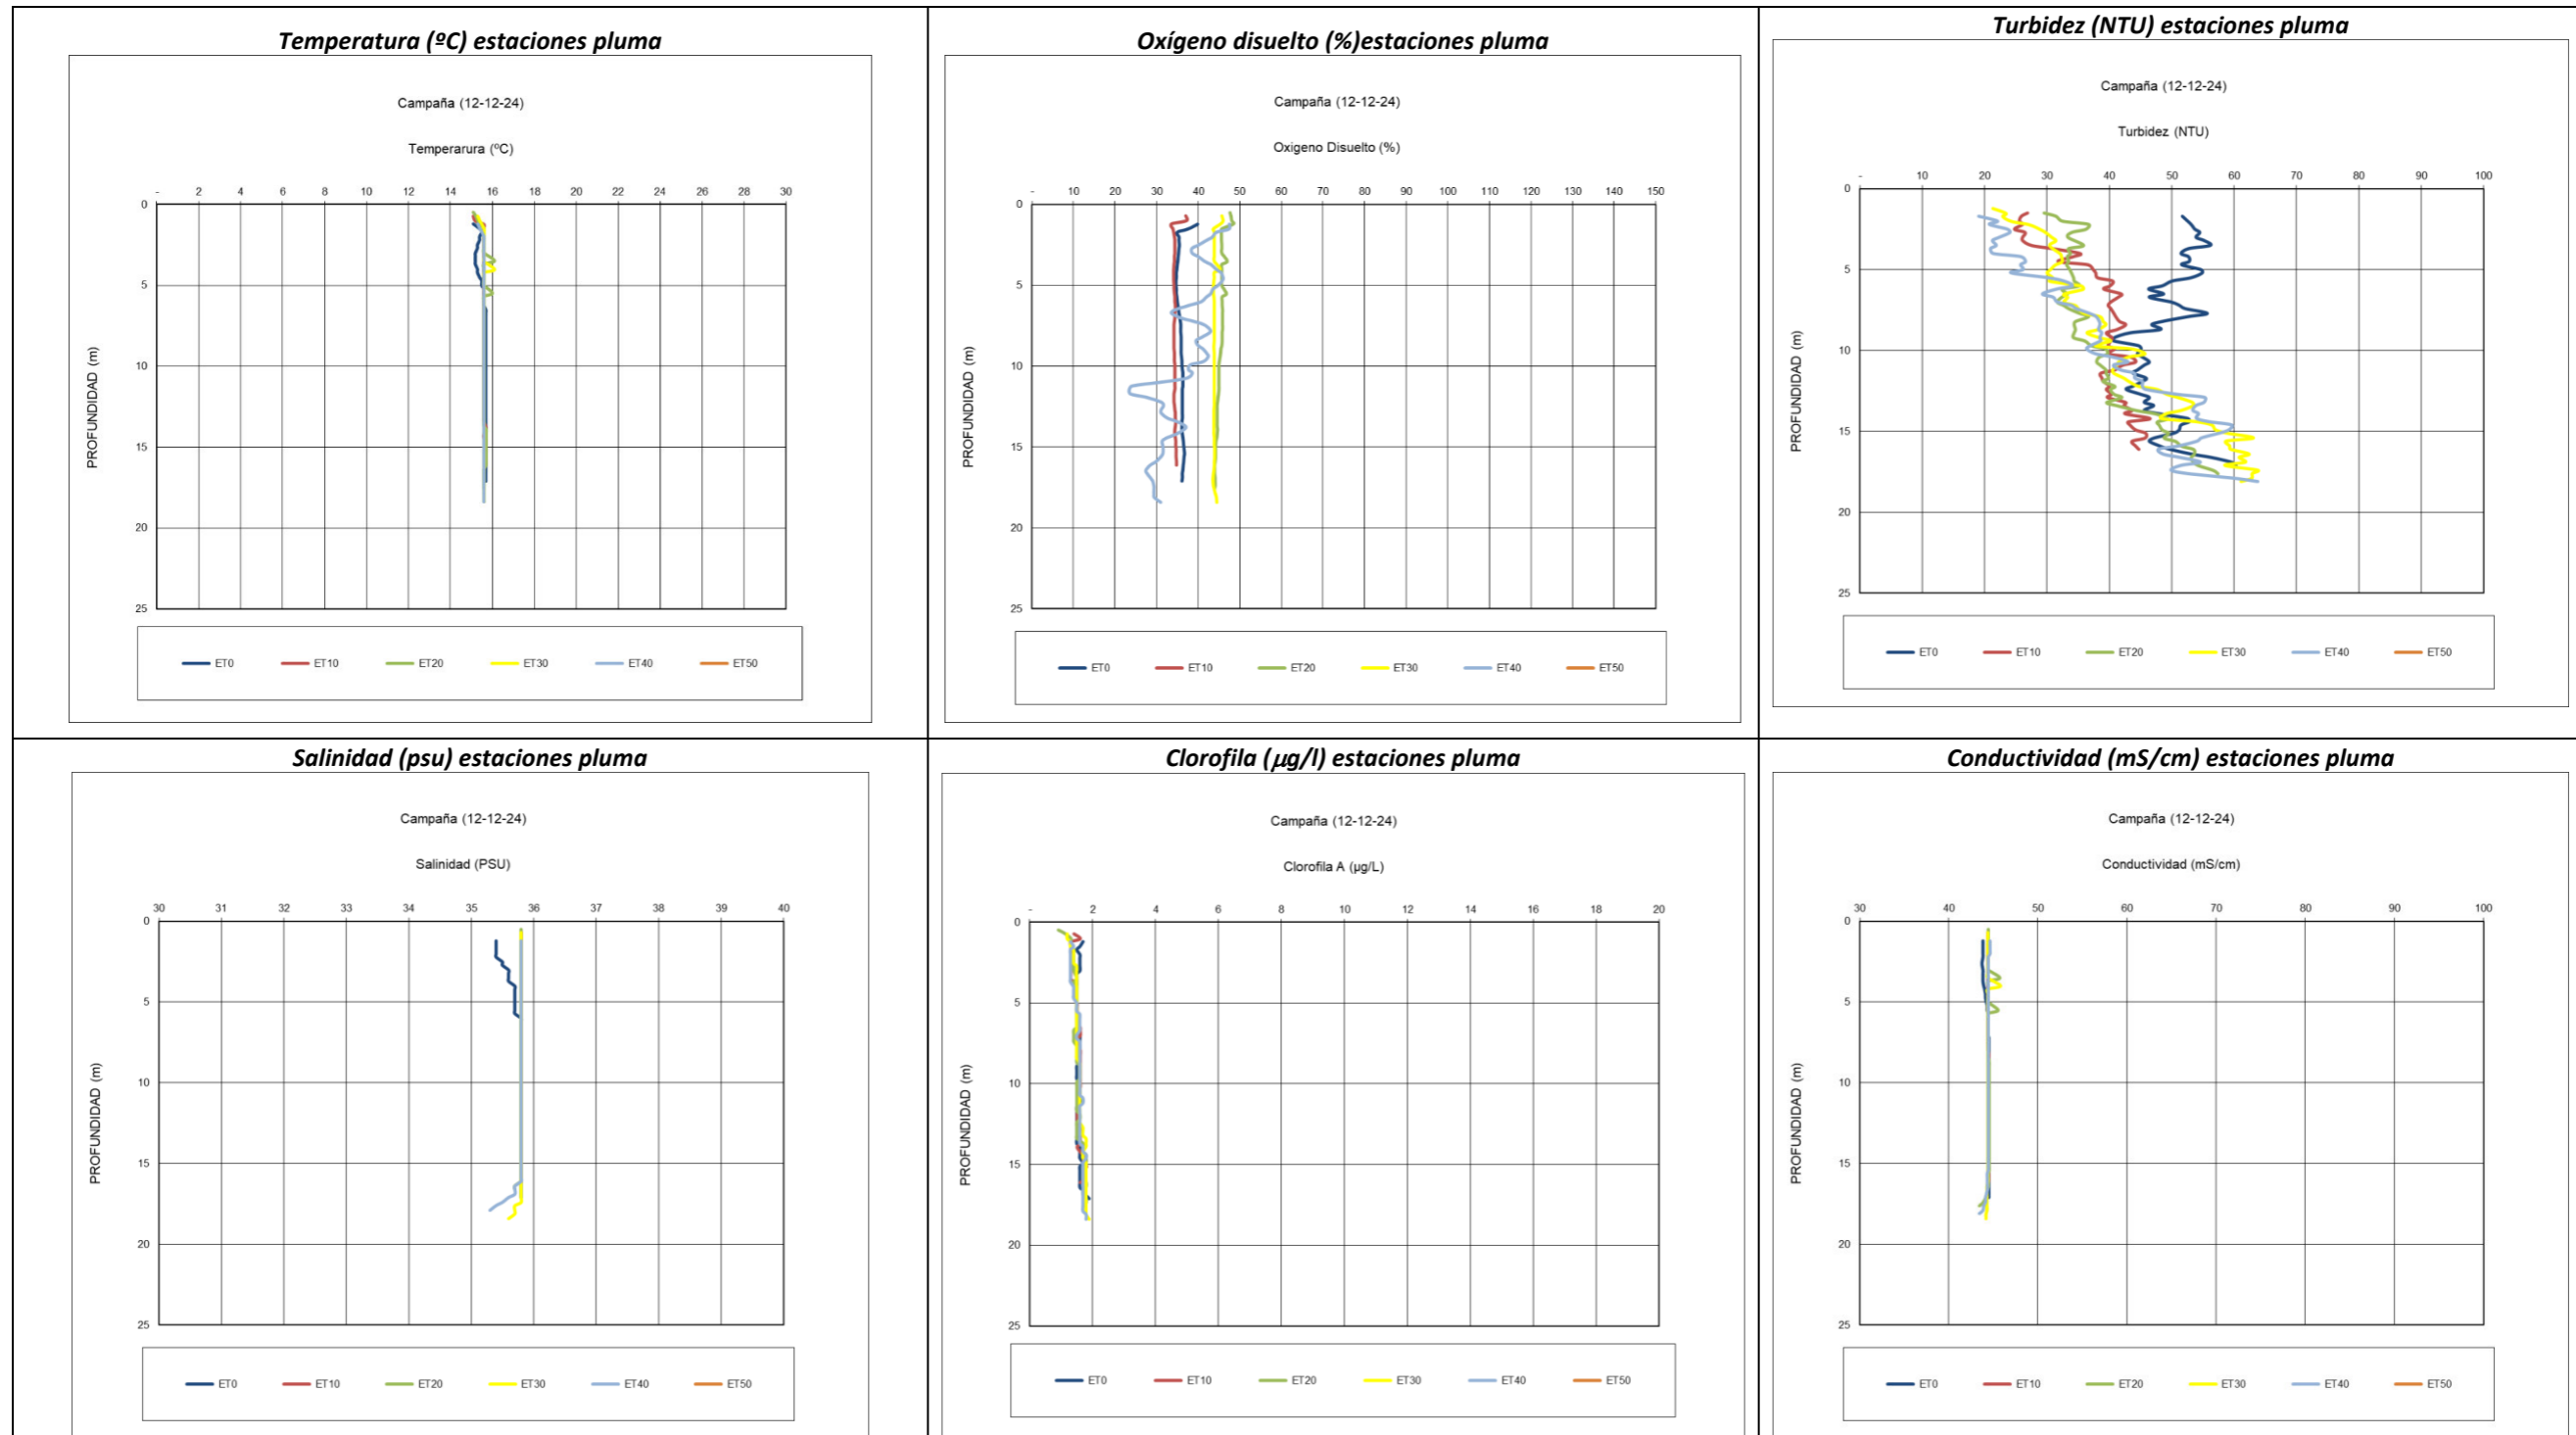 Temperatura (ºC) estaciones pluma
Campaña (12-12-24)
Temperarura (ºC)
- 2 4 6 8 10 12 14 16 18 20 22 24 26 28 30
0
5
10
15
20
25
PROFUNDIDAD (m)
ET0 ET10 ET20 ET30 ET40 ET50
Oxígeno disuelto (%)estaciones pluma
Campaña (12-12-24)
Oxigeno Disuelto (%)
- 10 20 30 40 50 60 70 80 90 100 110 120 130 140 150
0
5
10
15
20
25
PROFUNDIDAD (m)
ET0 ET10 ET20 ET30 ET40 ET50
Turbidez (NTU) estaciones pluma
Campaña (12-12-24)
Turbidez (NTU)
- 10 20 30 40 50 60 70 80 90 100
0
5
10
15
20
25
PROFUNDIDAD (m)
ET0 ET10 ET20 ET30 ET40 ET50
Salinidad (psu) estaciones pluma
Campaña (12-12-24)
Salinidad (PSU)
30 31 32 33 34 35 36 37 38 39 40
0
5
10
15
20
25
PROFUNDIDAD (m)
ET0 ET10 ET20 ET30 ET40 ET50
Clorofila (μg/l) estaciones pluma
Campaña (12-12-24)
Clorofila A (µg/L)
- 2 4 6 8 10 12 14 16 18 20
0
5
10
15
20
25
PROFUNDIDAD (m)
ET0 ET10 ET20 ET30 ET40 ET50
Conductividad (mS/cm) estaciones pluma
Campaña (12-12-24)
Conductividad (mS/cm)
30 40 50 60 70 80 90 100
0
5
10
15
20
25
PROFUNDIDAD (m)
ET0 ET10 ET20 ET30 ET40 ET50